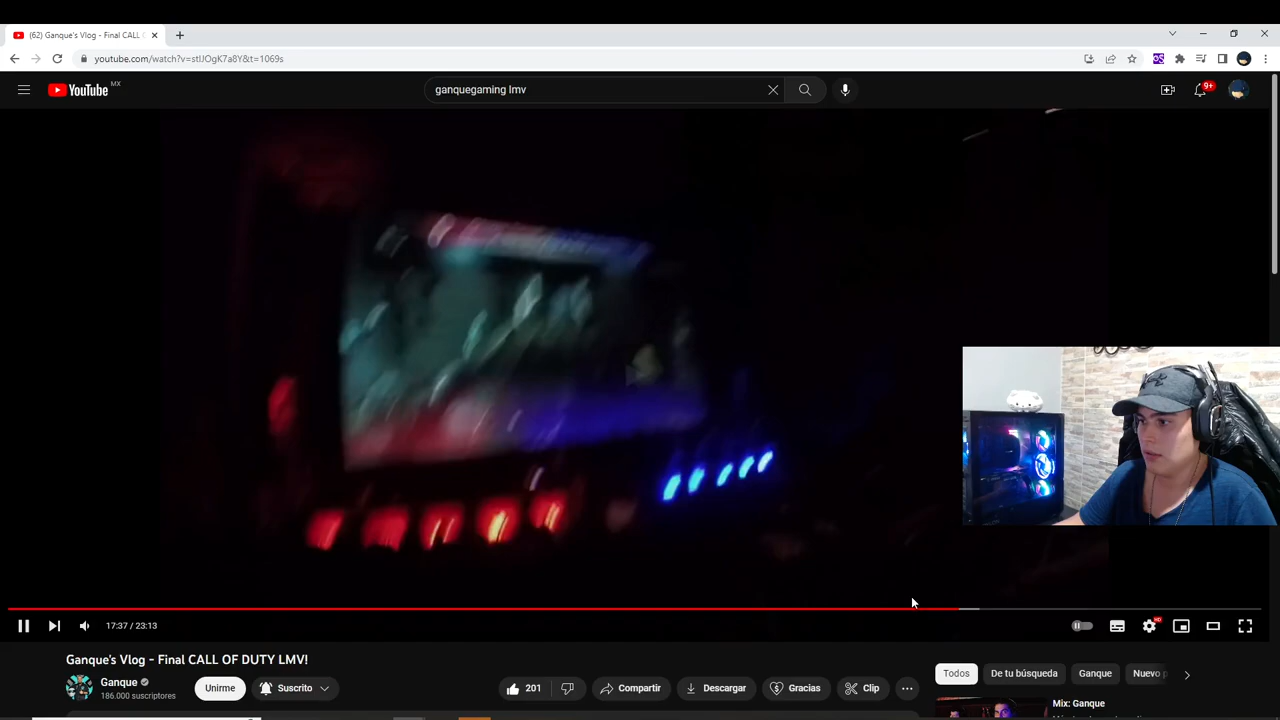 (62) Ganque's Vlog - Final CALL O
youtube.com/watch?v=stIJOgK7a8Y&t=1069s
YouTube MX
ganquegaming lmv
9+
17:37 / 23:13
HD
Ganque's Vlog - Final CALL OF DUTY LMV!
Ganque
186.000 suscriptores
Unirme
Suscrito
201
Compartir
Descargar
Gracias
Clip
Todos
De tu búsqueda
Ganque
Nuevo p
Mix: Ganque